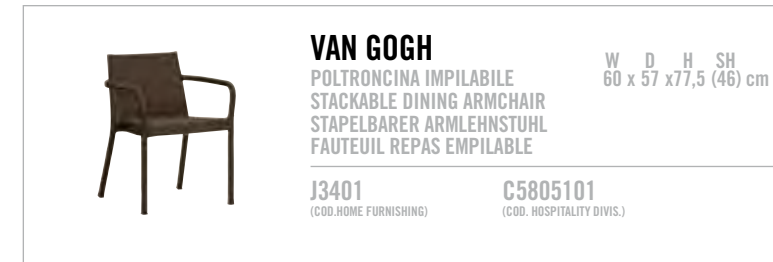 VAN GOGH
POLTRONCINA IMPILABILE
STACKABLE DINING ARMCHAIR
STAPELBARER ARMLEHNSTUHL
FAUTEUIL REPAS EMPILABLE
W D H SH
60 x 57 x77,5 (46) cm
J3401
(COD.HOME FURNISHING)
C5805101
(COD. HOSPITALITY DIVIS.)